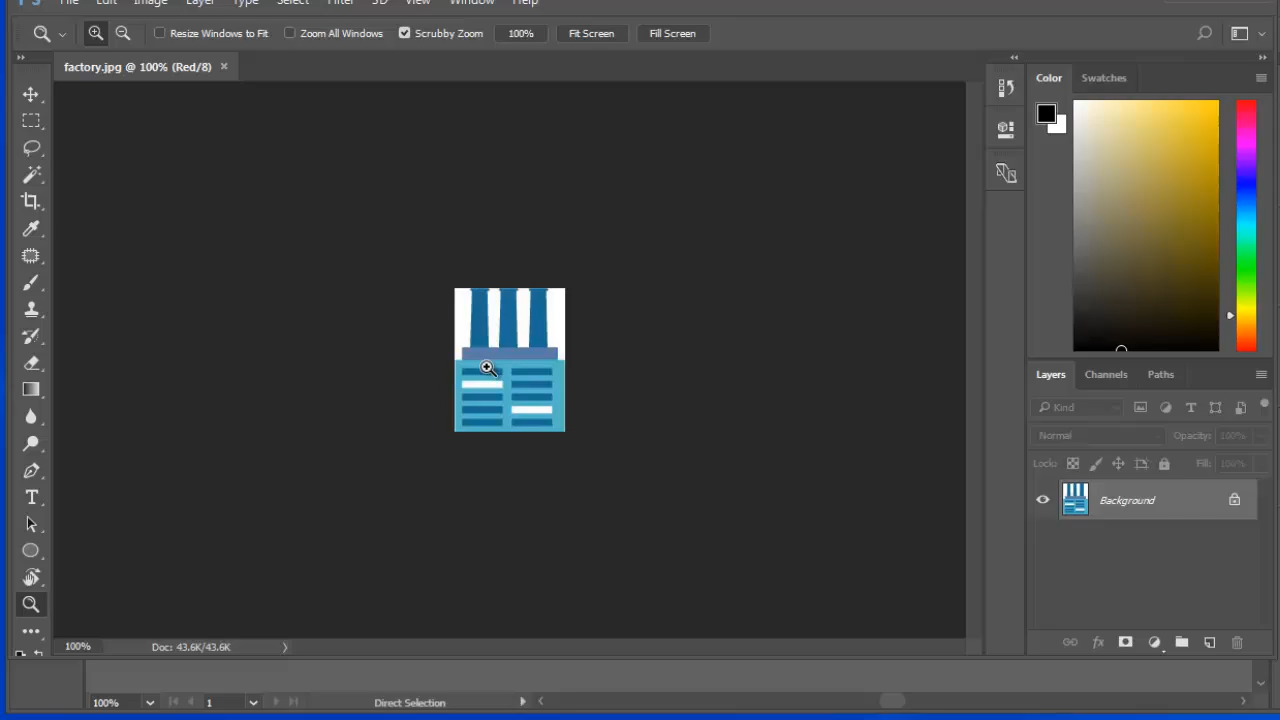 Ps File Edit Image Layer Type Select Filter 3D View Window Help
Resize Windows to Fit Zoom All Windows Scrubby Zoom 100% Fit Screen Fill Screen
factory.jpg @ 100% (Red/8) ×
Color Swatches
Layers Channels Paths
Kind
Normal Opacity: 100%
Lock: Fill: 100%
Background
T
100% Doc: 43.6K/43.6K
fx
100% 1 Direct Selection